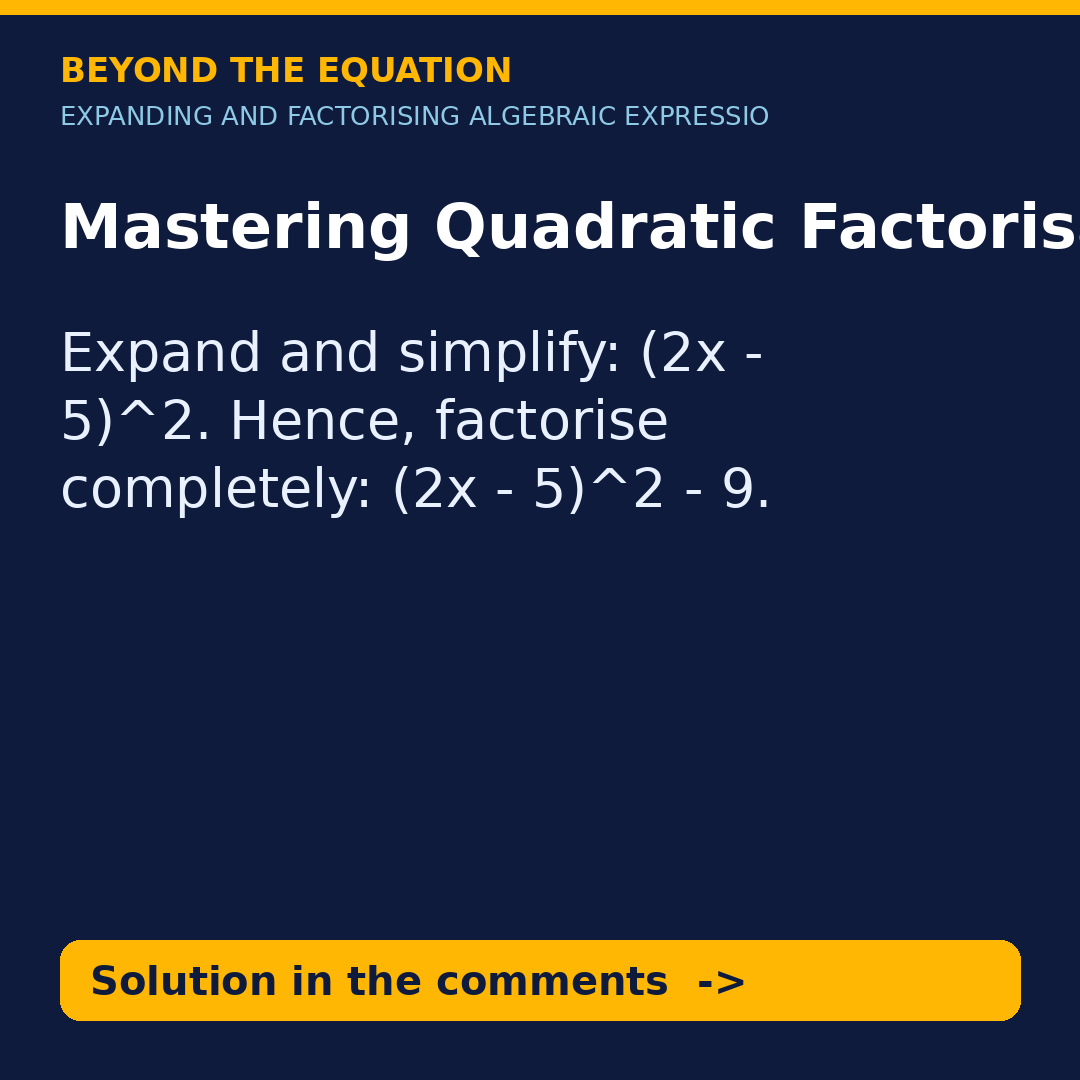 BEYOND THE EQUATION
EXPANDING AND FACTORISING ALGEBRAIC EXPRESSIO
Mastering Quadratic Factoris
Expand and simplify: (2x -
5)^2. Hence, factorise
completely: (2x - 5)^2 - 9.
Solution in the comments ->